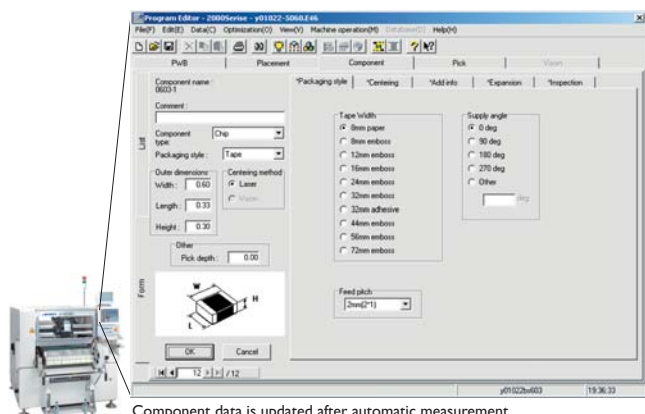 Program Editor - 2000Serise - y01022-S060.E46
File(F) Edit(E) Data(C) Optimization(O) View(V) Machine operation(M) Database(D) Help(H)
PWB Placement Component Pick Vision
List
Form
Component name :
0603-1
Comment :
Component type: Chip
Packaging style : Tape
Outer dimensions
Width : 0.60
Length : 0.33
Height : 0.30
Centering method
Laser
Vision
Other
Pick depth : 0.00
W
H
L
OK Cancel
12 /12
*Packaging style *Centering *Add info *Expansion *Inspection
Tape Width
8mm paper
8mm emboss
12mm emboss
16mm emboss
24mm emboss
32mm emboss
32mm adhesive
44mm emboss
56mm emboss
72mm emboss
Supply angle
0 deg
90 deg
180 deg
270 deg
Other
deg
Feed pitch
2mm(2*1)
y01022bs603 19:36:33
Component data is updated after automatic measurement